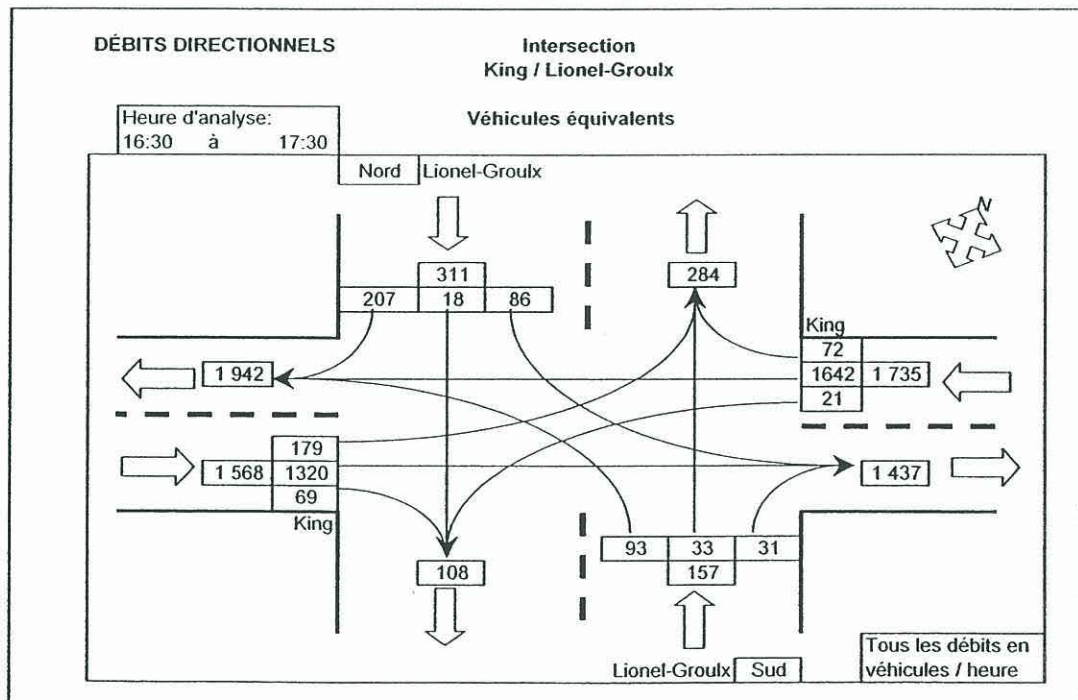 DÉBITS DIRECTIONNELS
Intersection
King / Lionel-Groulx
Véhicules équivalents
Heure d'analyse:
16:30 à 17:30
Nord Lionel-Groulx
N
311
284
207 18 86
King
72
1 942
1642 1 735
21
179
1 568 1320
1 437
69
King
93 33 31
108
157
Tous les débits en
véhicules / heure
Lionel-Groulx Sud